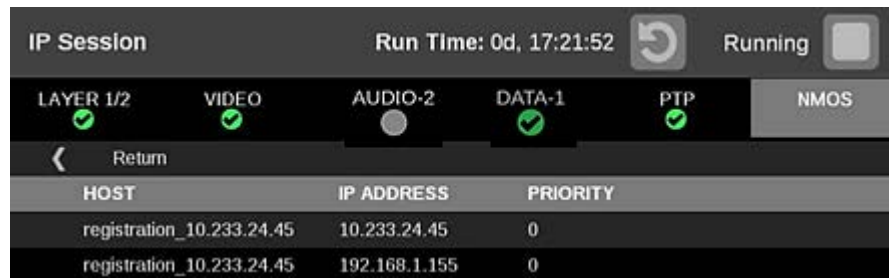 IP Session Run Time: 0d, 17:21:52 Running
LAYER 1/2 VIDEO AUDIO-2 DATA-1 PTP NMOS
Return
HOST IP ADDRESS PRIORITY
registration_10.233.24.45 10.233.24.45 0
registration_10.233.24.45 192.168.1.155 0